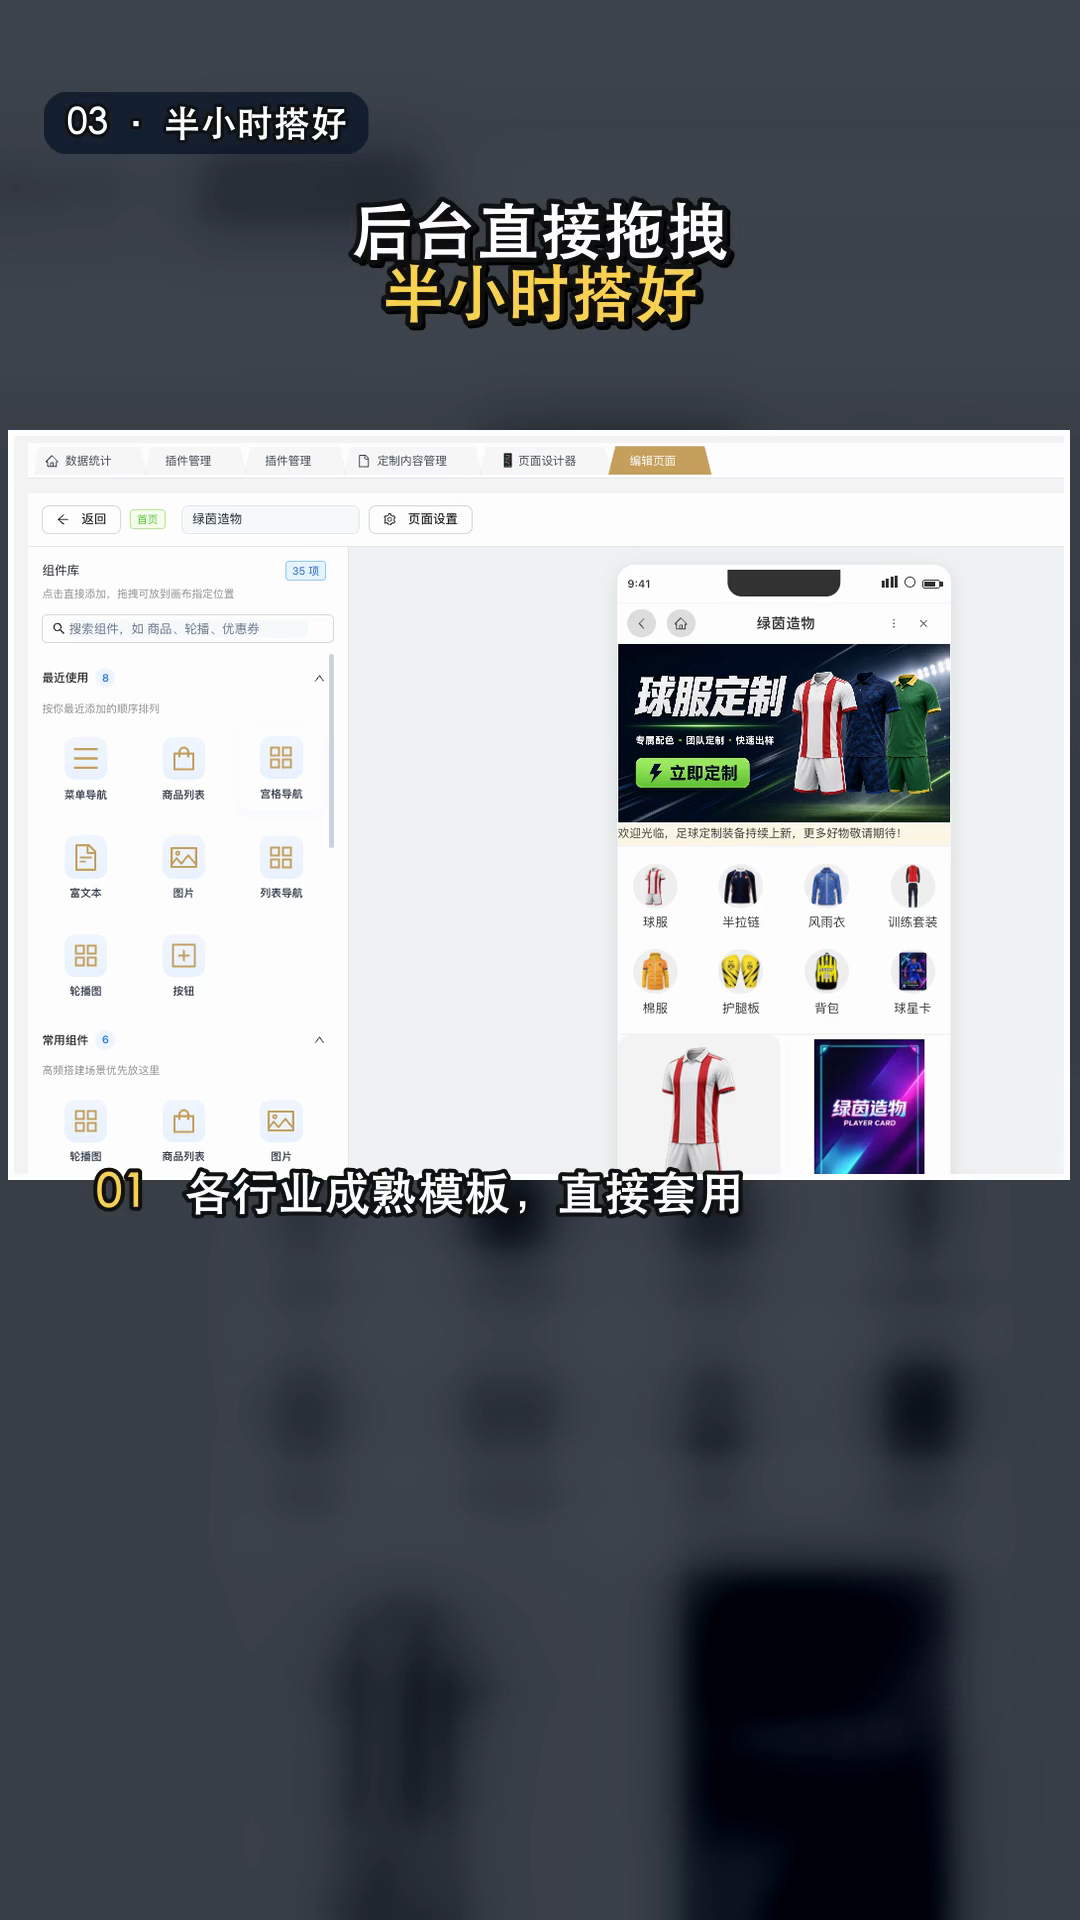 03 · 半小时搭好
后台直接拖拽
半小时搭好
数据统计 插件管理 插件管理 定制内容管理 页面设计器 编辑页面
返回 首页 绿茵造物 页面设置
组件库 35 项
点击直接添加，拖拽可放到画布指定位置
搜索组件，如 商品、轮播、优惠券
最近使用 8
按你最近添加的顺序排列
菜单导航 商品列表 宫格导航
富文本 图片 列表导航
轮播图 按钮
常用组件 6
高频搭建场景优先放这里
轮播图 商品列表 图片
9:41
绿茵造物
球服定制
专属配色·团队定制·快速出样
立即定制
欢迎光临，足球定制装备持续上新，更多好物敬请期待！
球服 半拉链 风雨衣 训练套装
棉服 护腿板 背包 球星卡
绿茵造物
PLAYER CARD
01 各行业成熟模板，直接套用